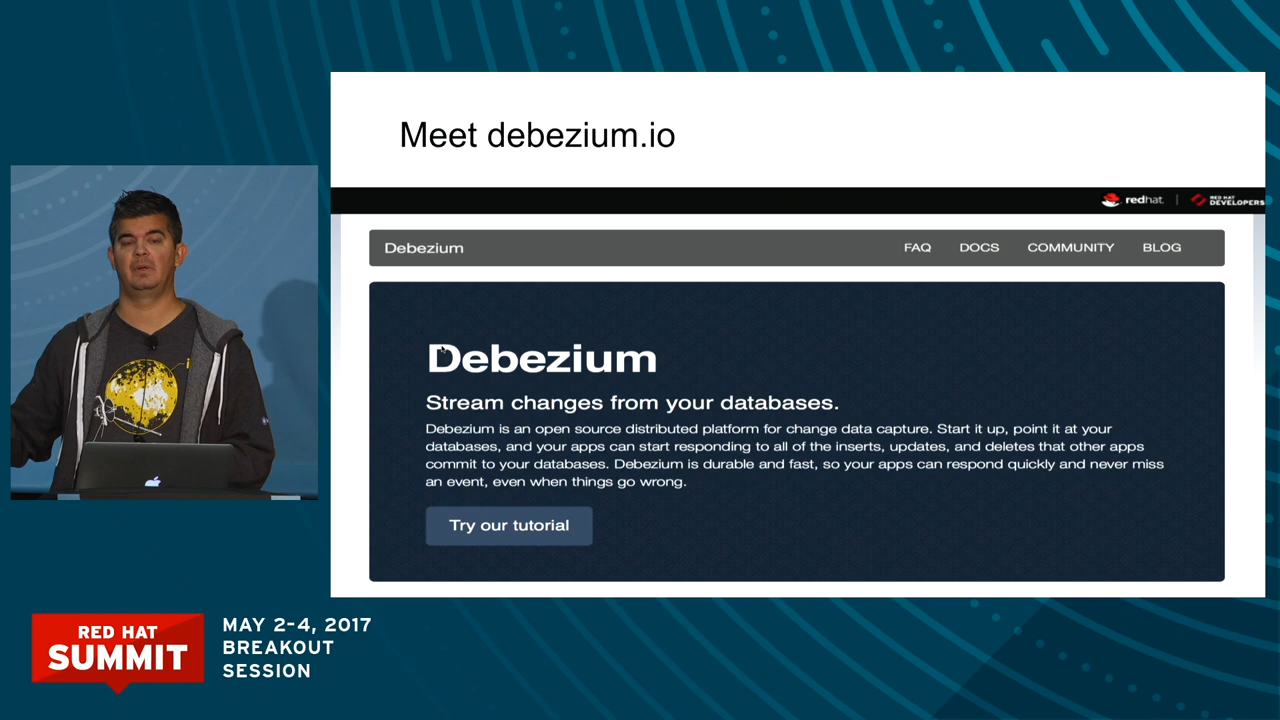 Meet debezium.io
redhat. | RED HAT DEVELOPERS
Debezium FAQ DOCS COMMUNITY BLOG
Debezium
Stream changes from your databases.
Debezium is an open source distributed platform for change data capture. Start it up, point it at your
databases, and your apps can start responding to all of the inserts, updates, and deletes that other apps
commit to your databases. Debezium is durable and fast, so your apps can respond quickly and never miss
an event, even when things go wrong.
Try our tutorial
RED HAT
SUMMIT
MAY 2-4, 2017
BREAKOUT
SESSION